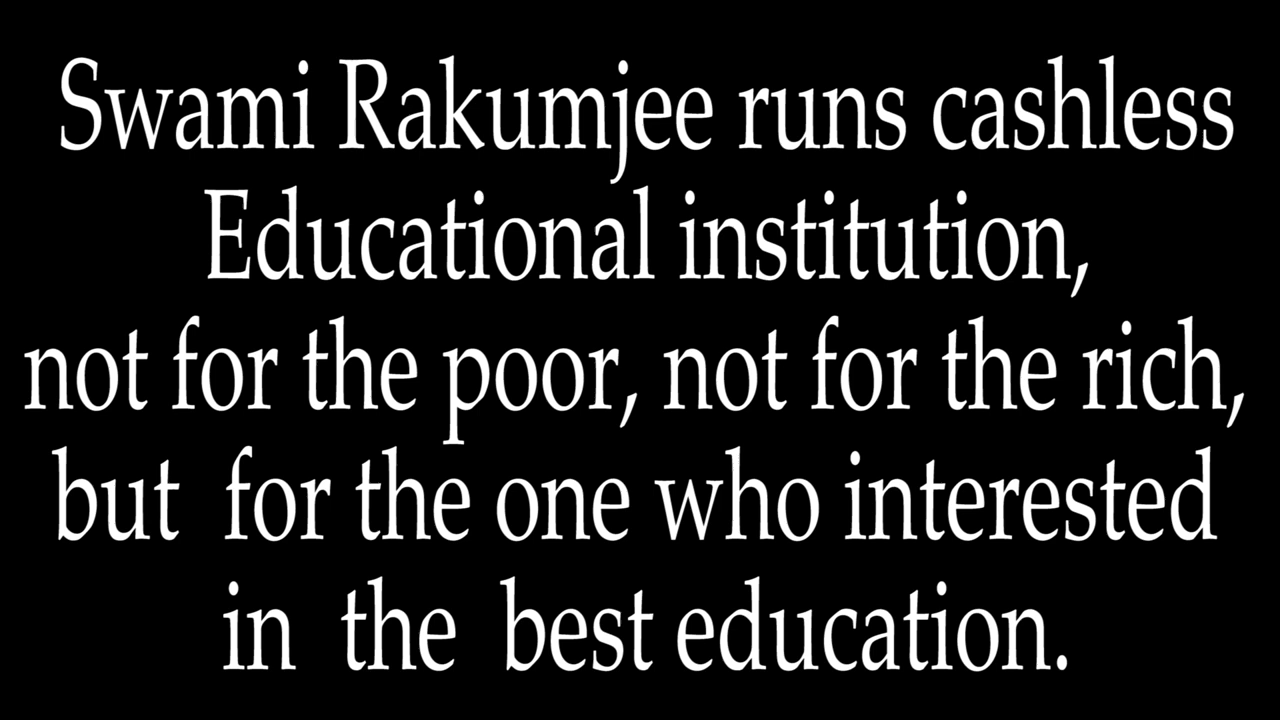 Swami Rakumjee runs cashless
Educational institution,
not for the poor, not for the rich,
but for the one who interested
in the best education.